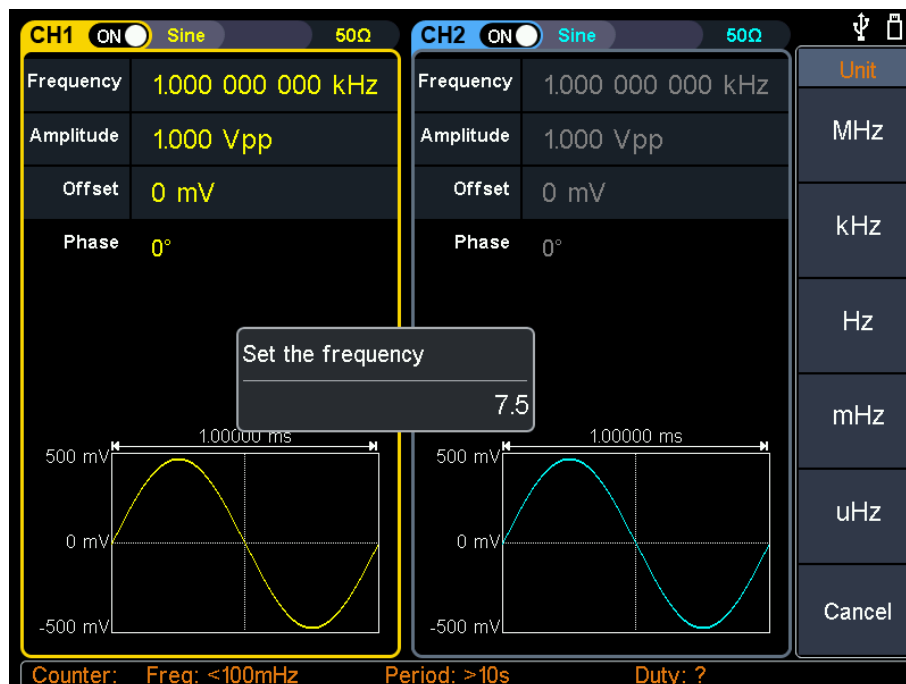 CH1 ON Sine 50Ω
Frequency 1.000 000 000 kHz
Amplitude 1.000 Vpp
Offset 0 mV
Phase 0°
1.00000 ms
500 mV
0 mV
-500 mV
CH2 ON Sine 50Ω
Frequency 1.000 000 000 kHz
Amplitude 1.000 Vpp
Offset 0 mV
Phase 0°
1.00000 ms
500 mV
0 mV
-500 mV
Set the frequency
7.5
Unit
MHz
kHz
Hz
mHz
uHz
Cancel
Counter: Freq: <100mHz Period: >10s Duty: ?